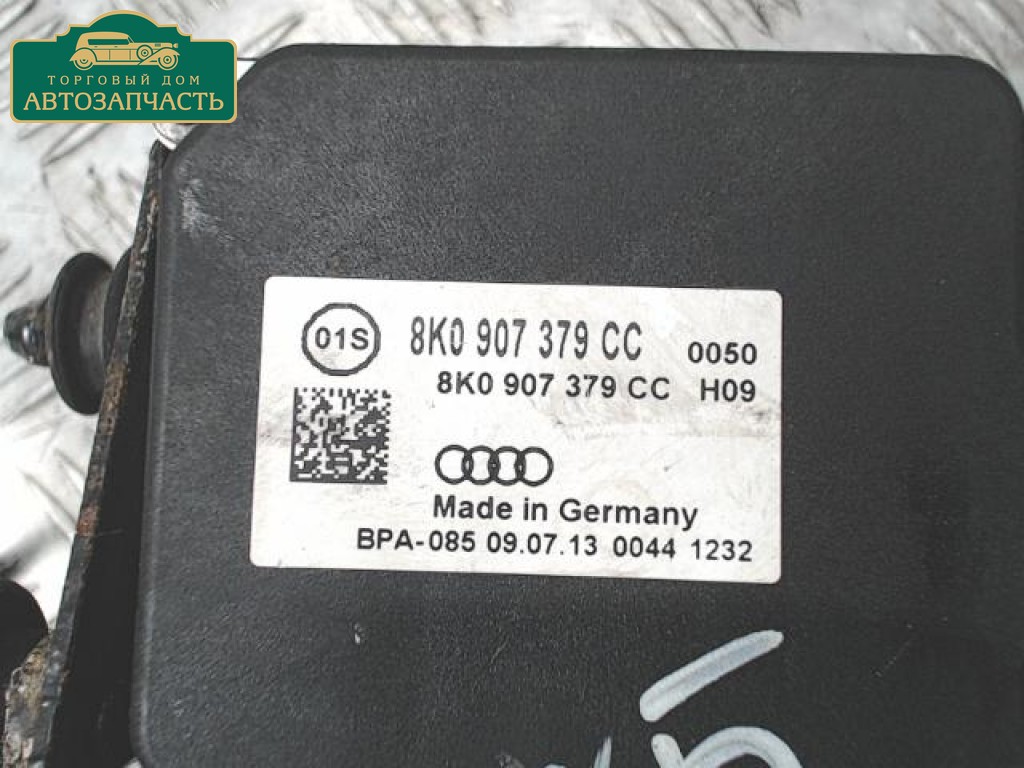 ТОРГОВЫЙ ДОМ
АВТОЗАПЧАСТЬ
01S 8K0 907 379 CC 0050
8K0 907 379 CC H09
Made in Germany
BPA-085 09.07.13 0044 1232